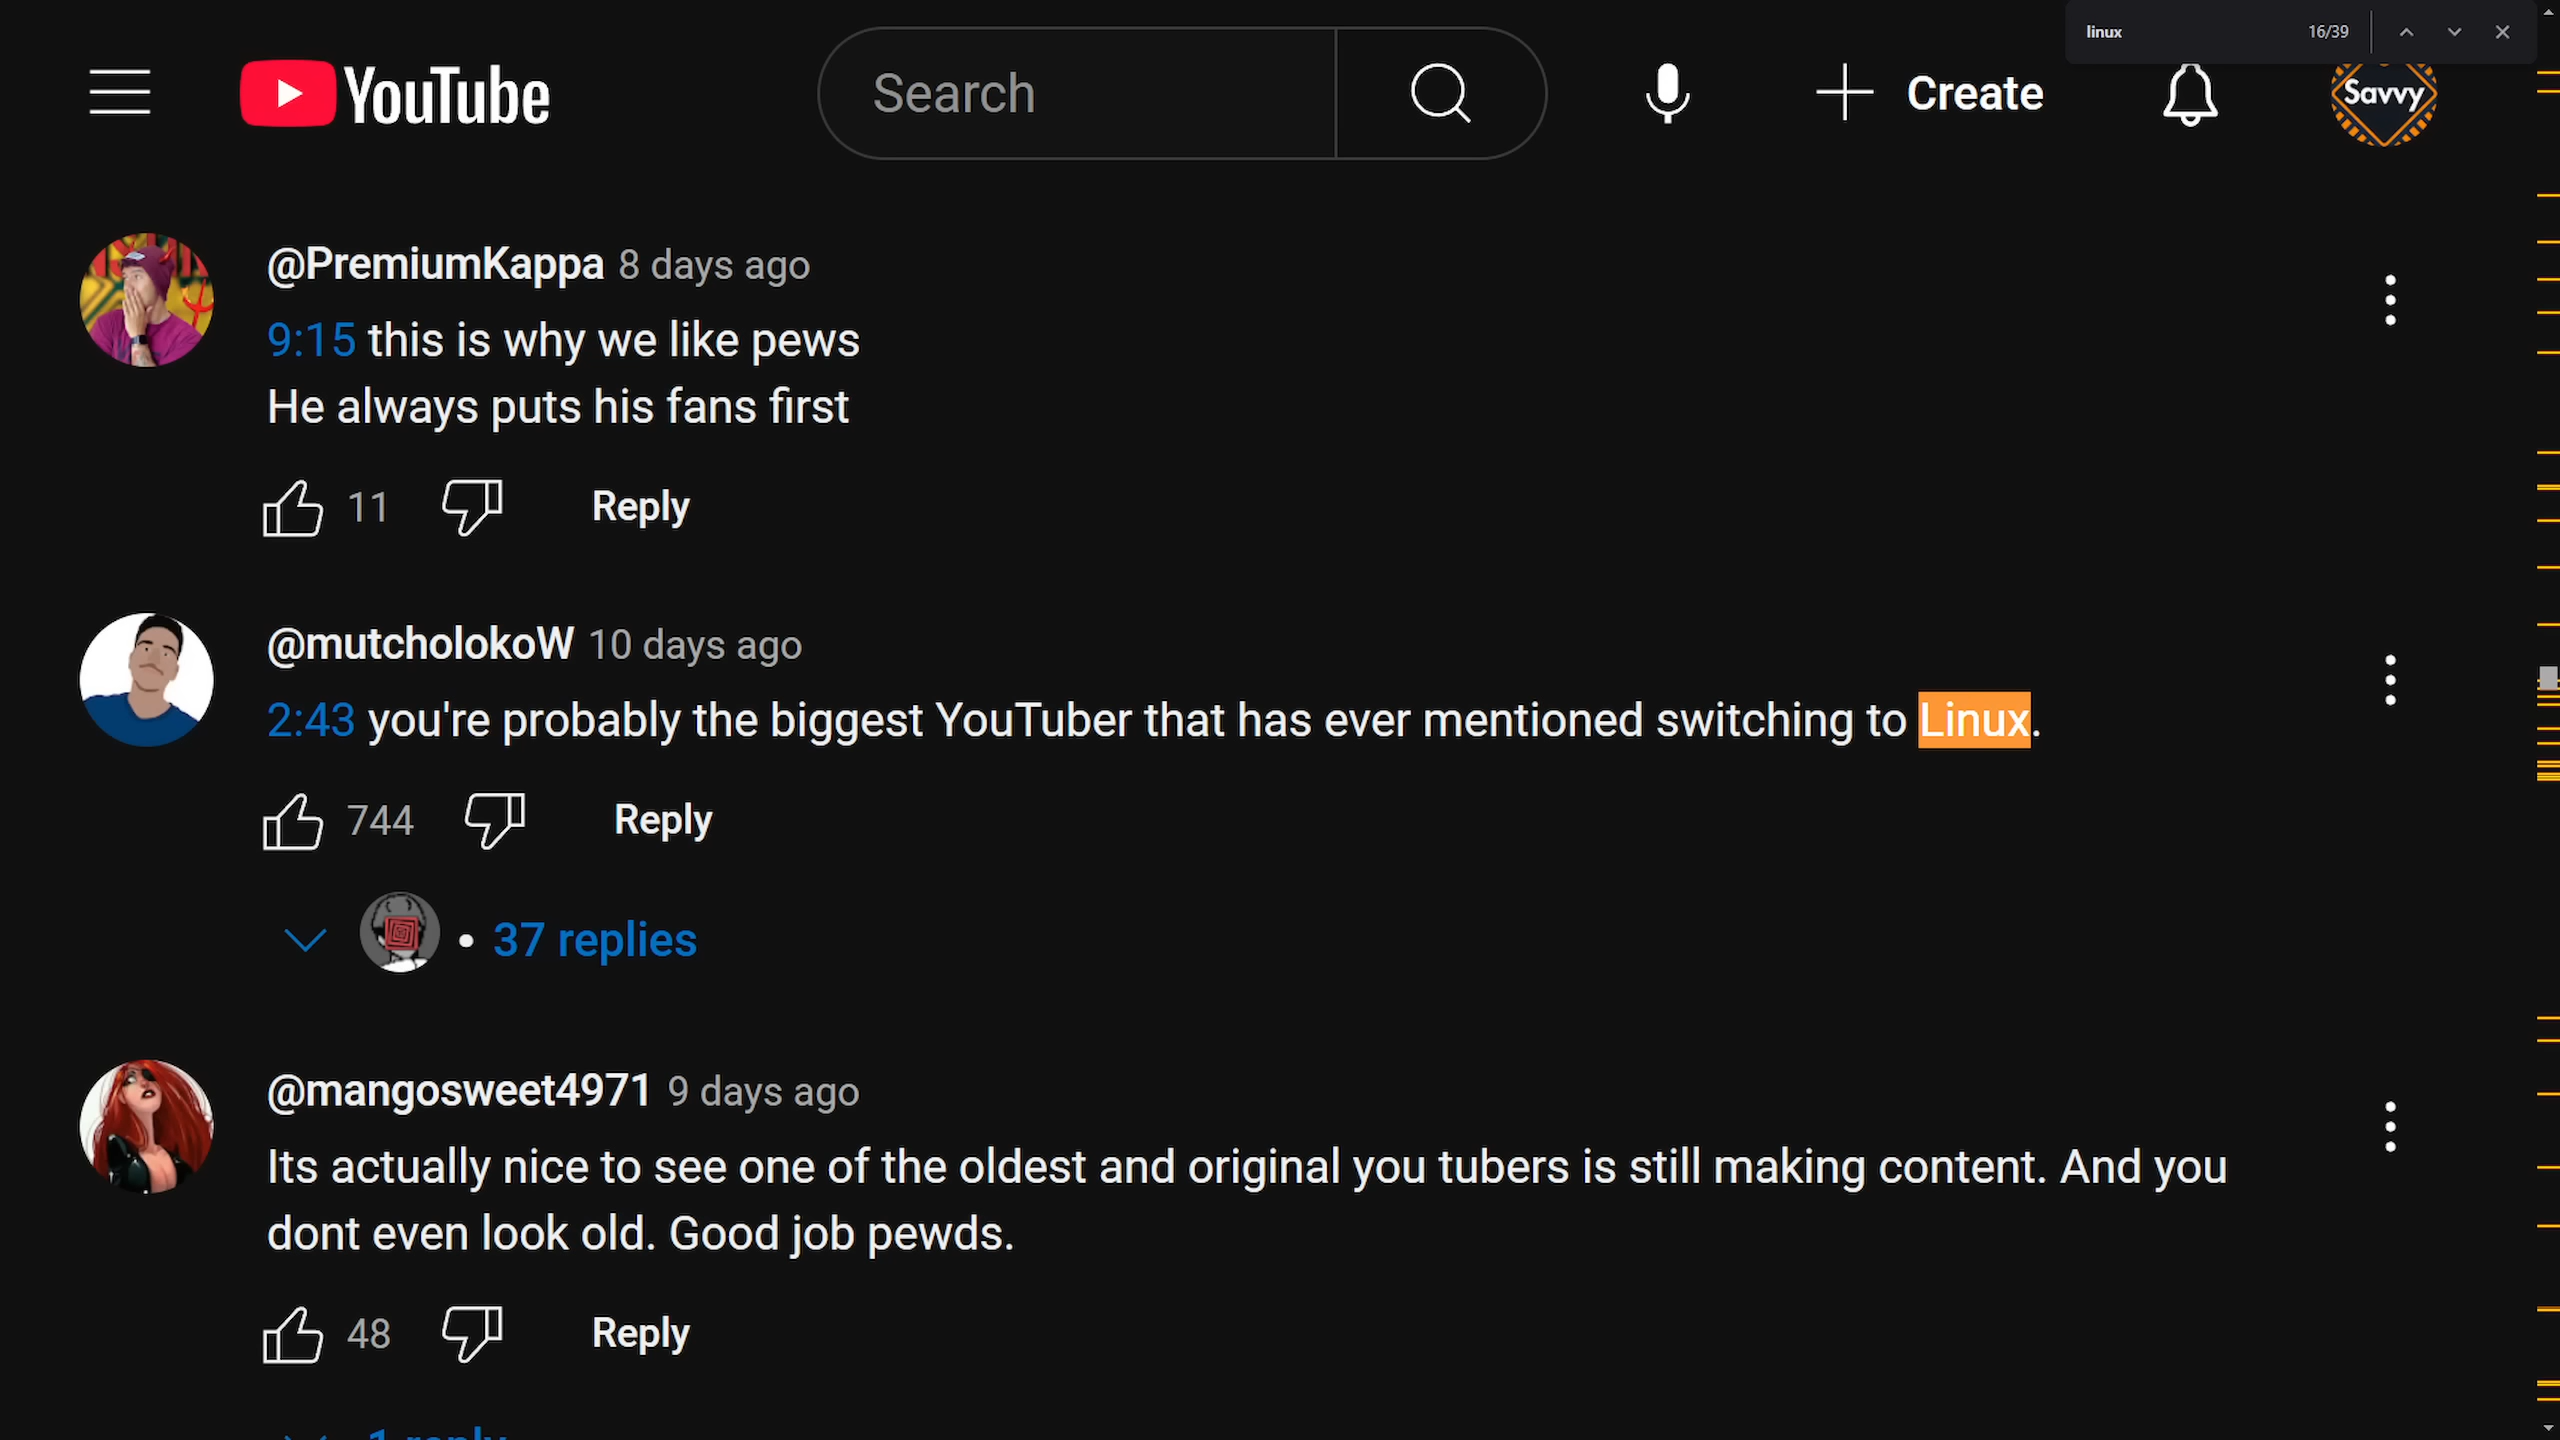 linux 16/39
YouTube
Search
Create
Savvy
@PremiumKappa 8 days ago
9:15 this is why we like pews
He always puts his fans first
11 Reply
@mutcholokoW 10 days ago
2:43 you're probably the biggest YouTuber that has ever mentioned switching to Linux.
744 Reply
• 37 replies
@mangosweet4971 9 days ago
Its actually nice to see one of the oldest and original you tubers is still making content. And you
dont even look old. Good job pewds.
48 Reply
1 reply